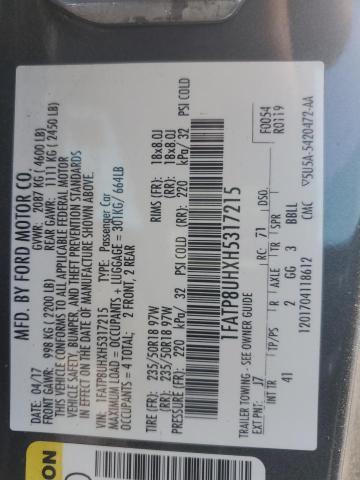 MFD. BY FORD MOTOR CO.
DATE: 04/17 GVWR: 2087 KG (4600 LB)
FRONT GAWR: 998 KG (2200 LB) REAR GAWR: 1111 KG (2450 LB)
THIS VEHICLE CONFORMS TO ALL APPLICABLE FEDERAL MOTOR
VEHICLE SAFETY, BUMPER, AND THEFT PREVENTION STANDARDS
IN EFFECT ON THE DATE OF MANUFACTURE SHOWN ABOVE.
VIN: 1FATP8UHXH5317215 TYPE: Passenger Car
MAXIMUM LOAD = OCCUPANTS + LUGGAGE = 301KG/ 664LB
OCCUPANTS = 4 TOTAL: 2 FRONT; 2 REAR
TIRE (FR): 235/50R18 97W RIMS (FR): 18x8.0J
TIRE (RR): 235/50R18 97W (RR): 18x8.0J
PRESSURE (FR): 220 kPa/ 32 PSI COLD (RR): 220 kPa/ 32 PSI COLD
1FATP8UHXH5317215
F0054
R0119
TRAILER TOWING - SEE OWNER GUIDE
EXT PNT: J7 RC: 71 DSO:
INT TR TP/PS R AXLE TR SPR
41 2 GG 3 BBLL
1201704118612 CMC 5U5A-5420472-AA
ON